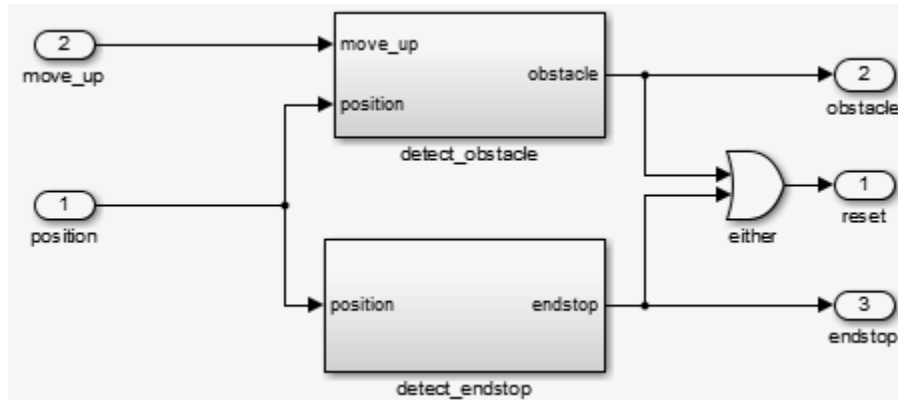 2
move_up
move_up
position
obstacle
detect_obstacle
2
obstacle
1
position
either
1
reset
position
endstop
detect_endstop
3
endstop